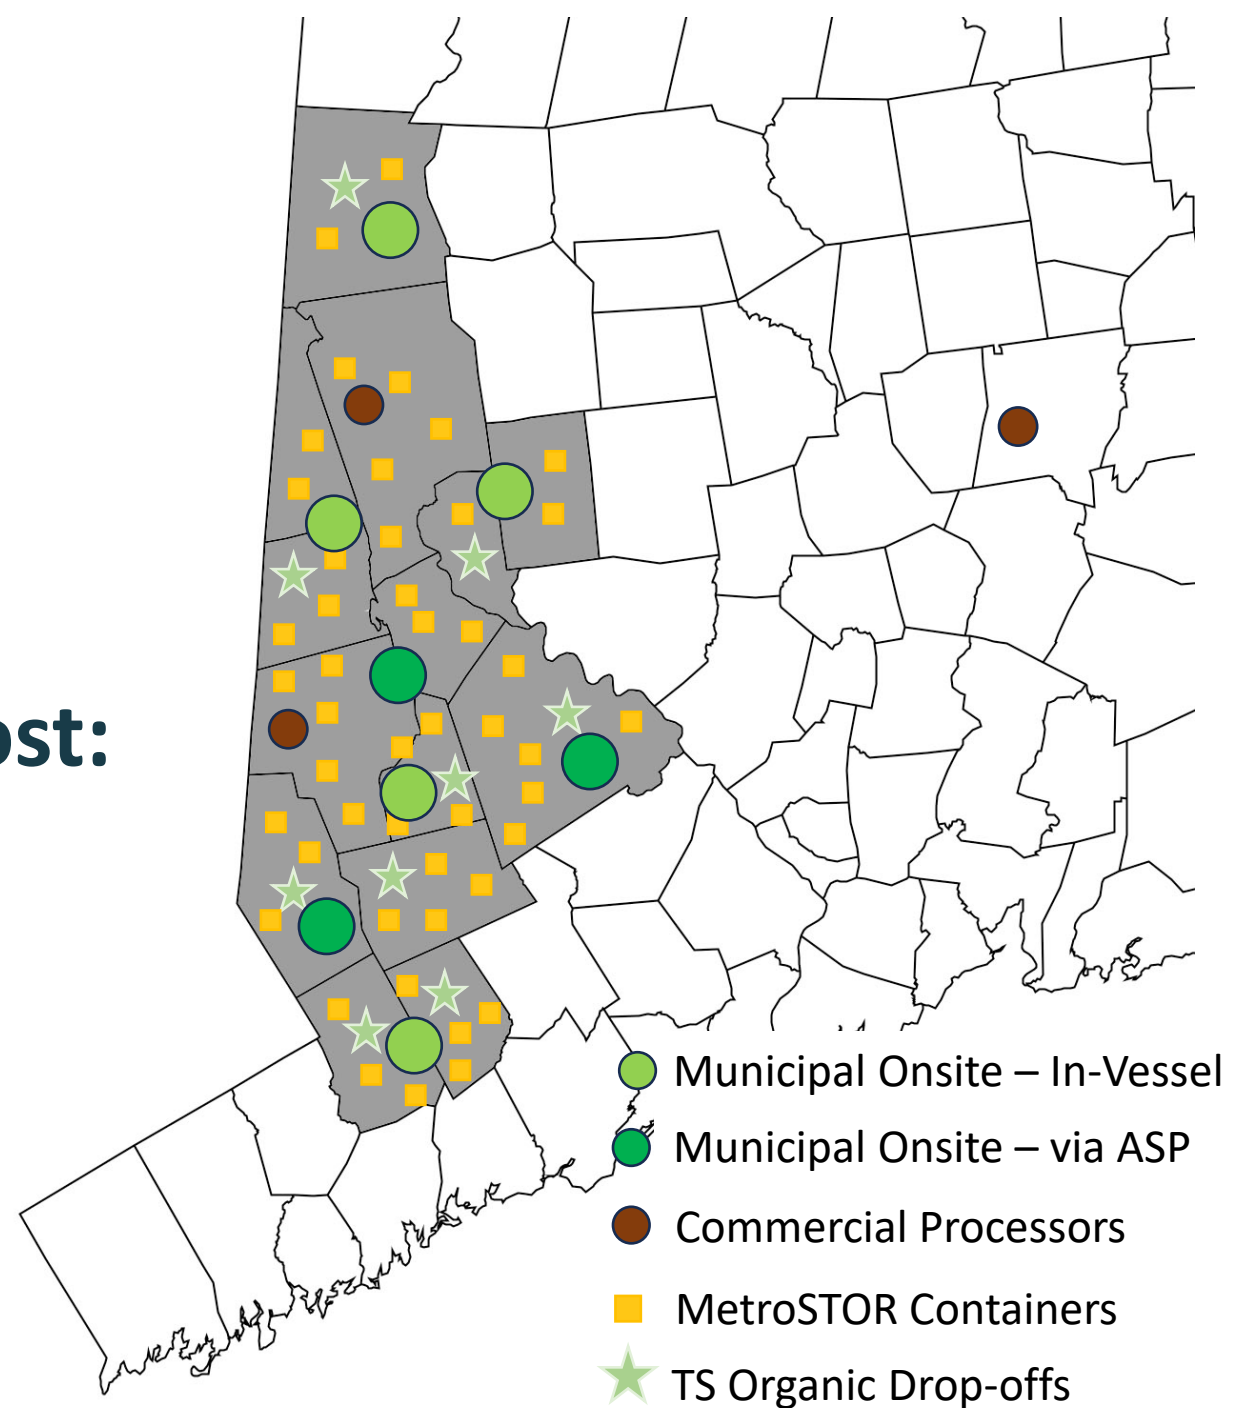 ost:
Municipal Onsite – In-Vessel
Municipal Onsite – via ASP
Commercial Processors
MetroSTOR Containers
TS Organic Drop-offs